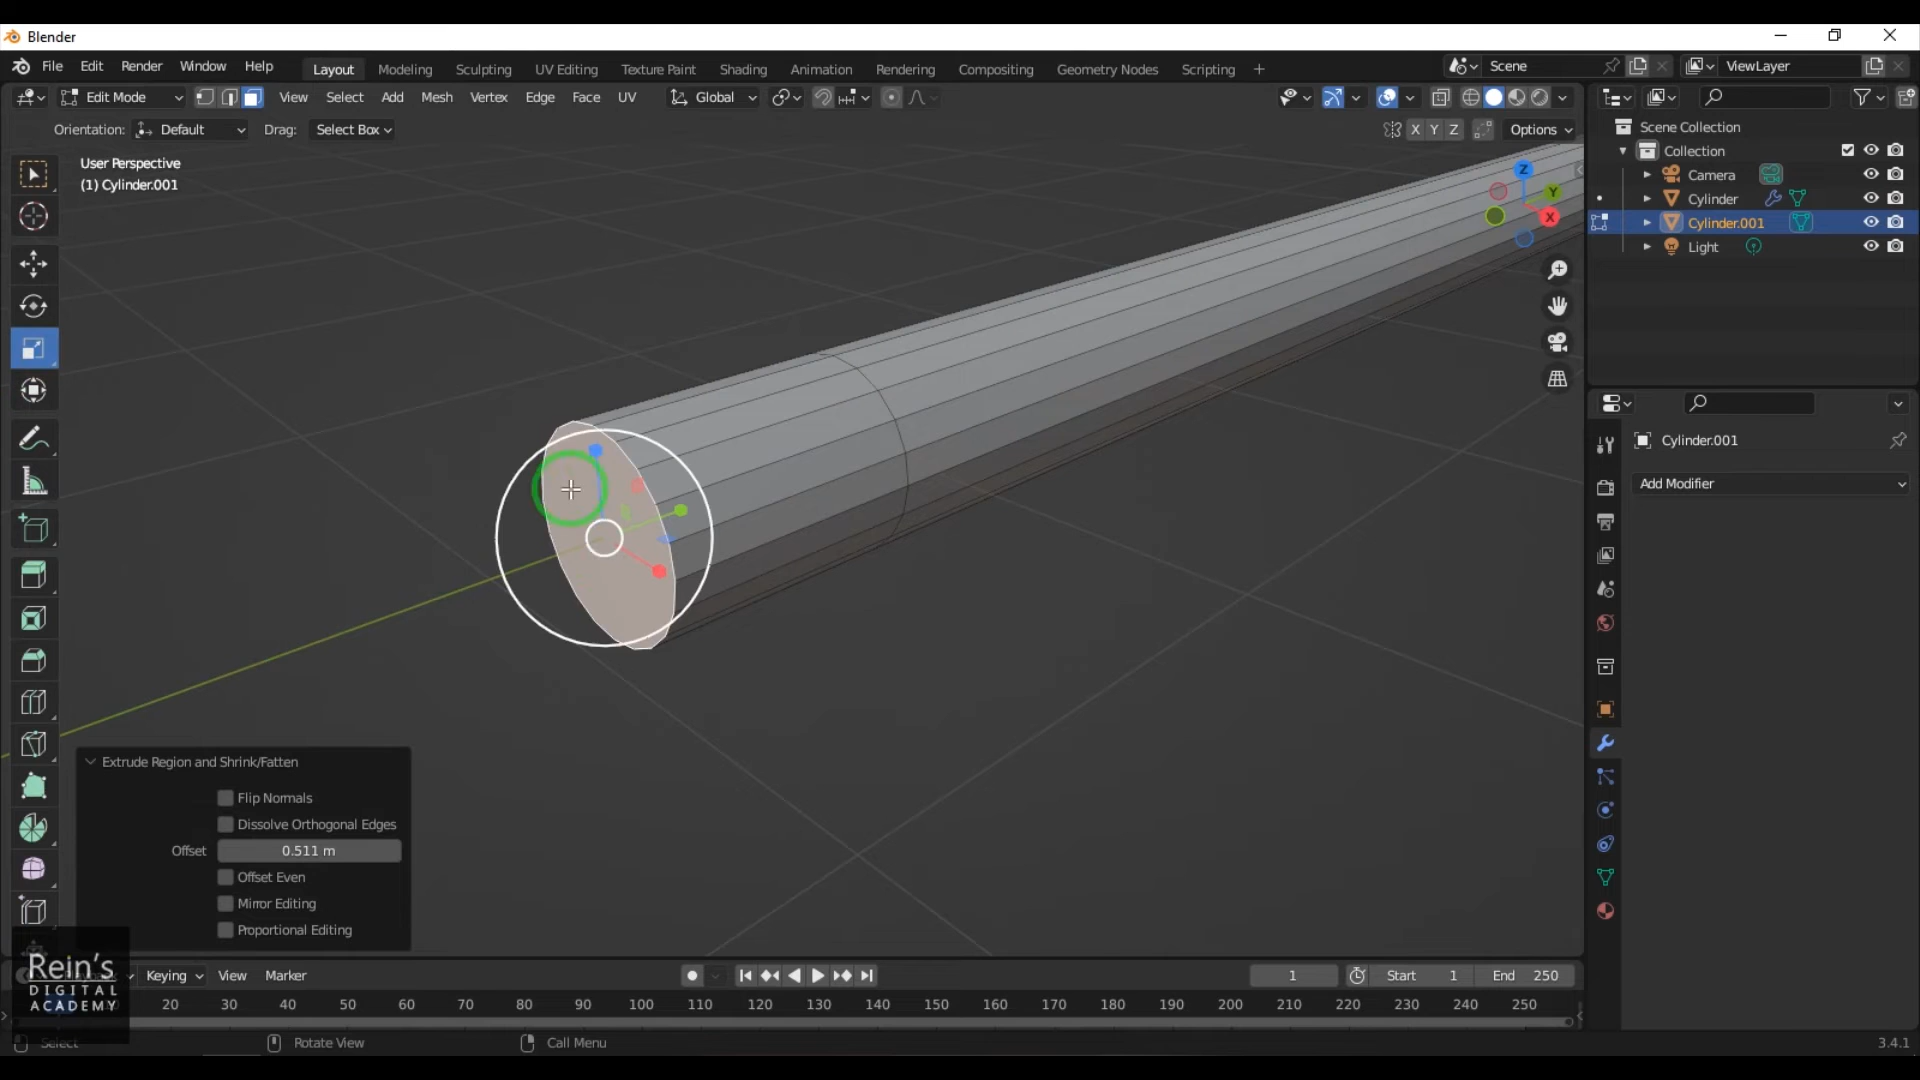 Blender
File Edit Render Window Help Layout Modeling Sculpting UV Editing Texture Paint Shading Animation Rendering Compositing Geometry Nodes Scripting + Scene ViewLayer
Edit Mode View Select Add Mesh Vertex Edge Face UV Global
Orientation: Default Drag: Select Box X Y Z Options
User Perspective
(1) Cylinder.001
Z
Y
X
Scene Collection
Collection
Camera
Cylinder
Cylinder.001
Light
Cylinder.001
Add Modifier
Extrude Region and Shrink/Fatten
Flip Normals
Dissolve Orthogonal Edges
Offset 0.511 m
Offset Even
Mirror Editing
Proportional Editing
Rein's
DIGITAL
ACADEMY
Keying View Marker 1 Start 1 End 250
20 30 40 50 60 70 80 90 100 110 120 130 140 150 160 170 180 190 200 210 220 230 240 250
Select Rotate View Call Menu 3.4.1